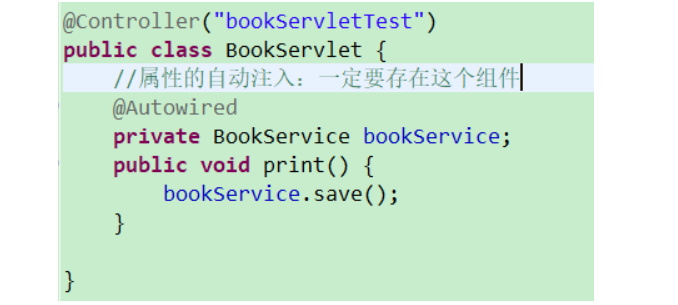 @Controller("bookServletTest")
public class BookServlet {
//属性的自动注入：一定要存在这个组件
@Autowired
private BookService bookService;
public void print() {
bookService.save();
}
}